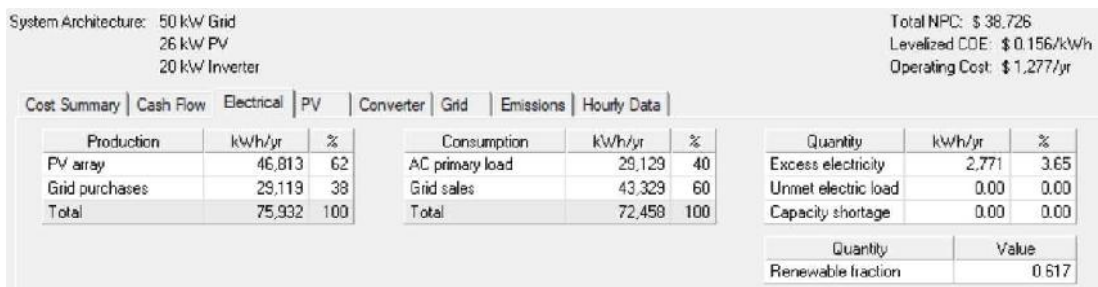 System Architecture: 50 kW Grid
26 kW PV
20 kW Inverter
Total NPC: $ 38,726
Levelized COE: $ 0.156/kWh
Operating Cost: $ 1,277/yr
Cost Summary Cash Flow Electrical PV Converter Grid Emissions Hourly Data
Production kWh/yr %
PV array 46,813 62
Grid purchases 29,119 38
Total 75,932 100
Consumption kWh/yr %
AC primary load 29,129 40
Grid sales 43,329 60
Total 72,458 100
Quantity kWh/yr %
Excess electricity 2,771 3.65
Unmet electric load 0.00 0.00
Capacity shortage 0.00 0.00
Quantity Value
Renewable fraction 0.617